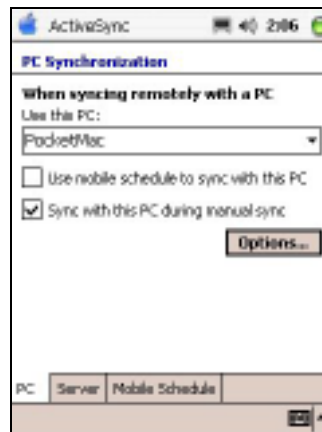 ActiveSync 2:06
PC Synchronization
When syncing remotely with a PC
Use this PC:
PocketMac
Use mobile schedule to sync with this PC
Sync with this PC during manual sync
Options...
PC Server Mobile Schedule